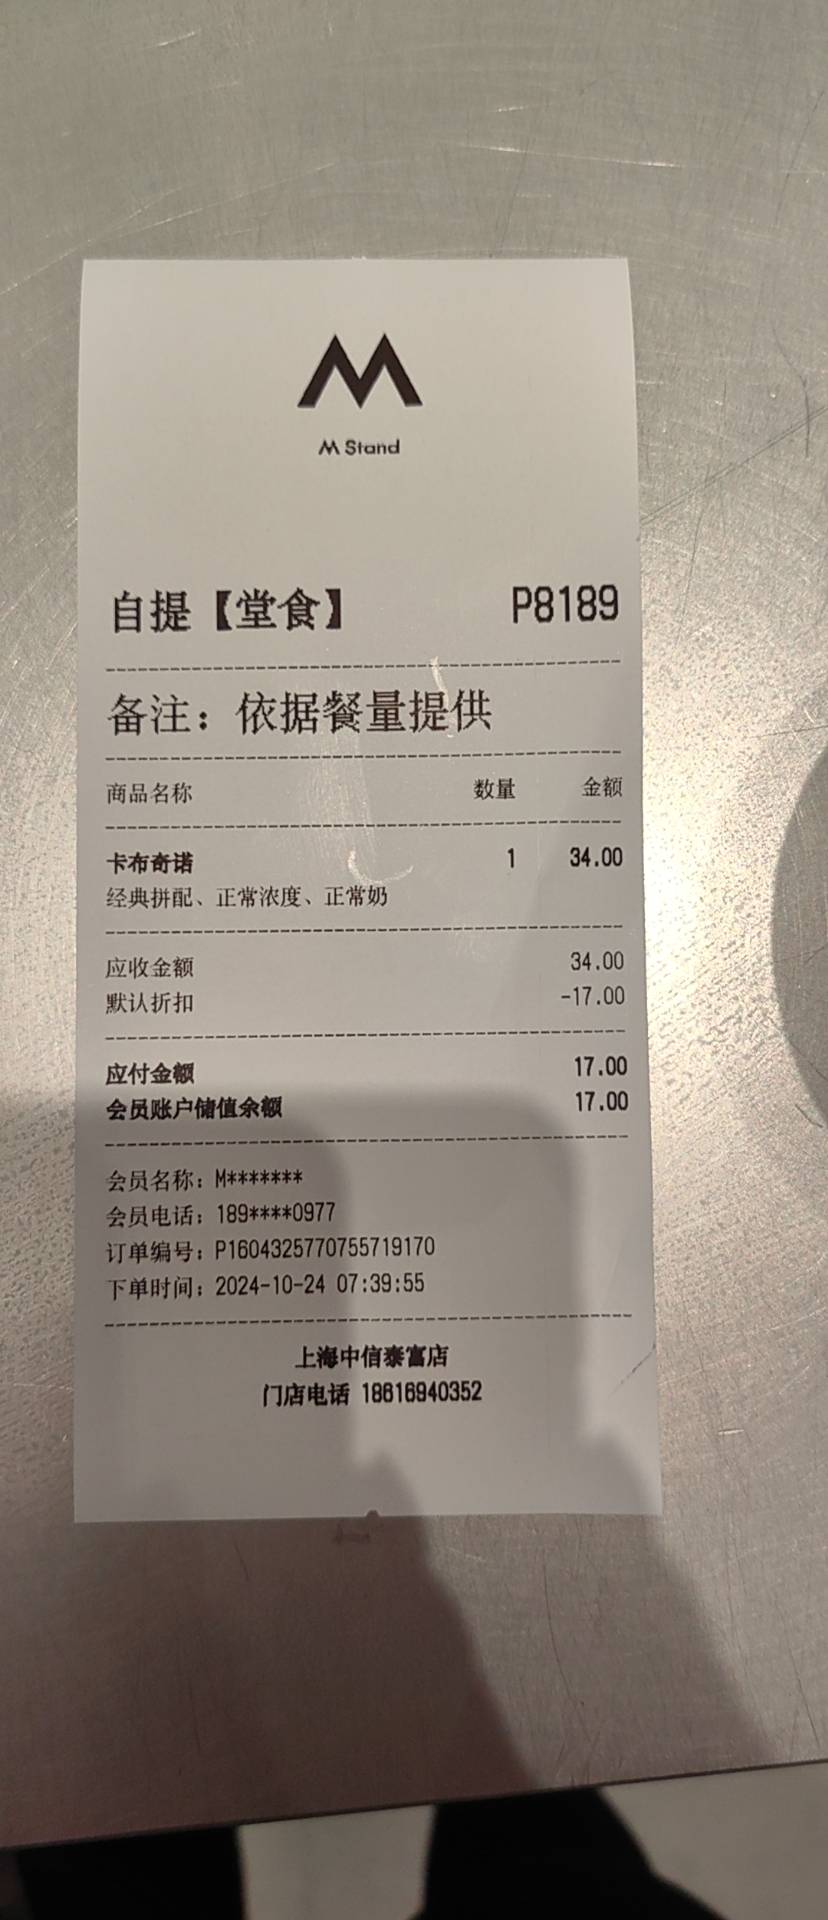 M Stand
自提【堂食】 P8189
备注：依据餐量提供
商品名称 数量 金额
卡布奇诺 1 34.00
经典拼配、正常浓度、正常奶
应收金额 34.00
默认折扣 -17.00
应付金额 17.00
会员账户储值余额 17.00
会员名称：M*******
会员电话：189****0977
订单编号：P1604325770755719170
下单时间：2024-10-24 07:39:55
上海中信泰富店
门店电话 18616940352